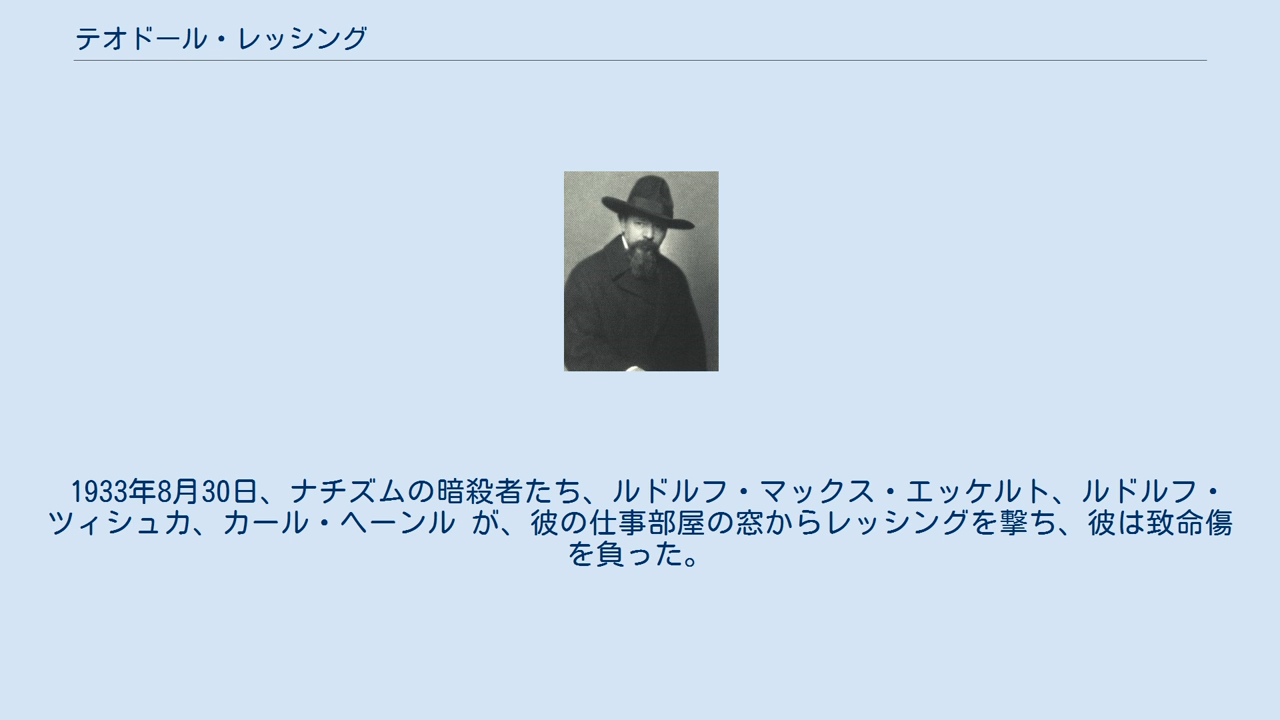 テオドール・レッシング
1933年8月30日、ナチズムの暗殺者たち、ルドルフ・マックス・エッケルト、ルドルフ・
ツィシュカ、カール・ヘーンル が、彼の仕事部屋の窓からレッシングを撃ち、彼は致命傷
を負った。